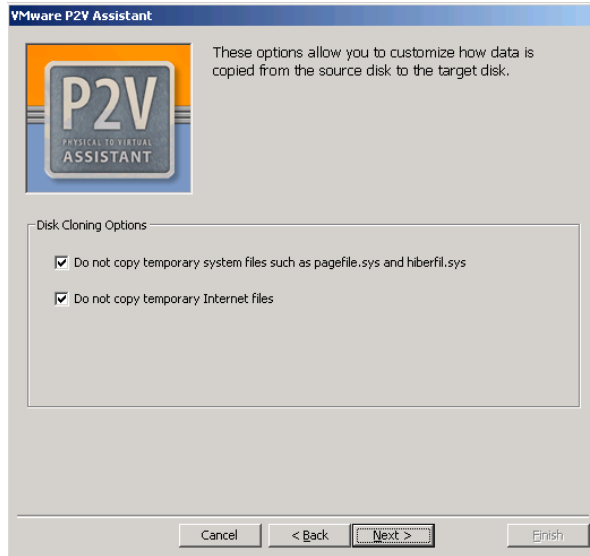 VMware P2V Assistant
These options allow you to customize how data is
copied from the source disk to the target disk.
P2V
PHYSICAL TO VIRTUAL
ASSISTANT
Disk Cloning Options
Do not copy temporary system files such as pagefile.sys and hiberfil.sys
Do not copy temporary Internet files
Cancel
< Back
Next >
Finish